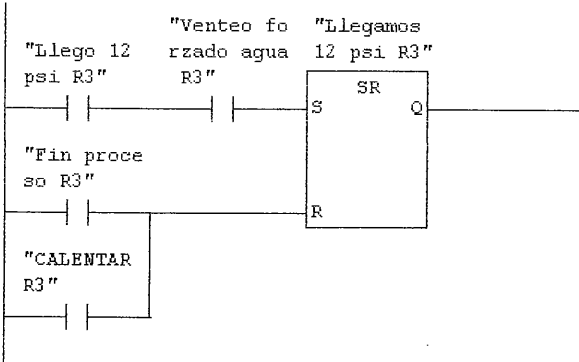 "Llego 12
psi R3"
"Venteo fo
rzado agua
R3"
"Llegamos
12 psi R3"
SR
S
Q
"Fin proce
so R3"
R
"CALENTAR
R3"